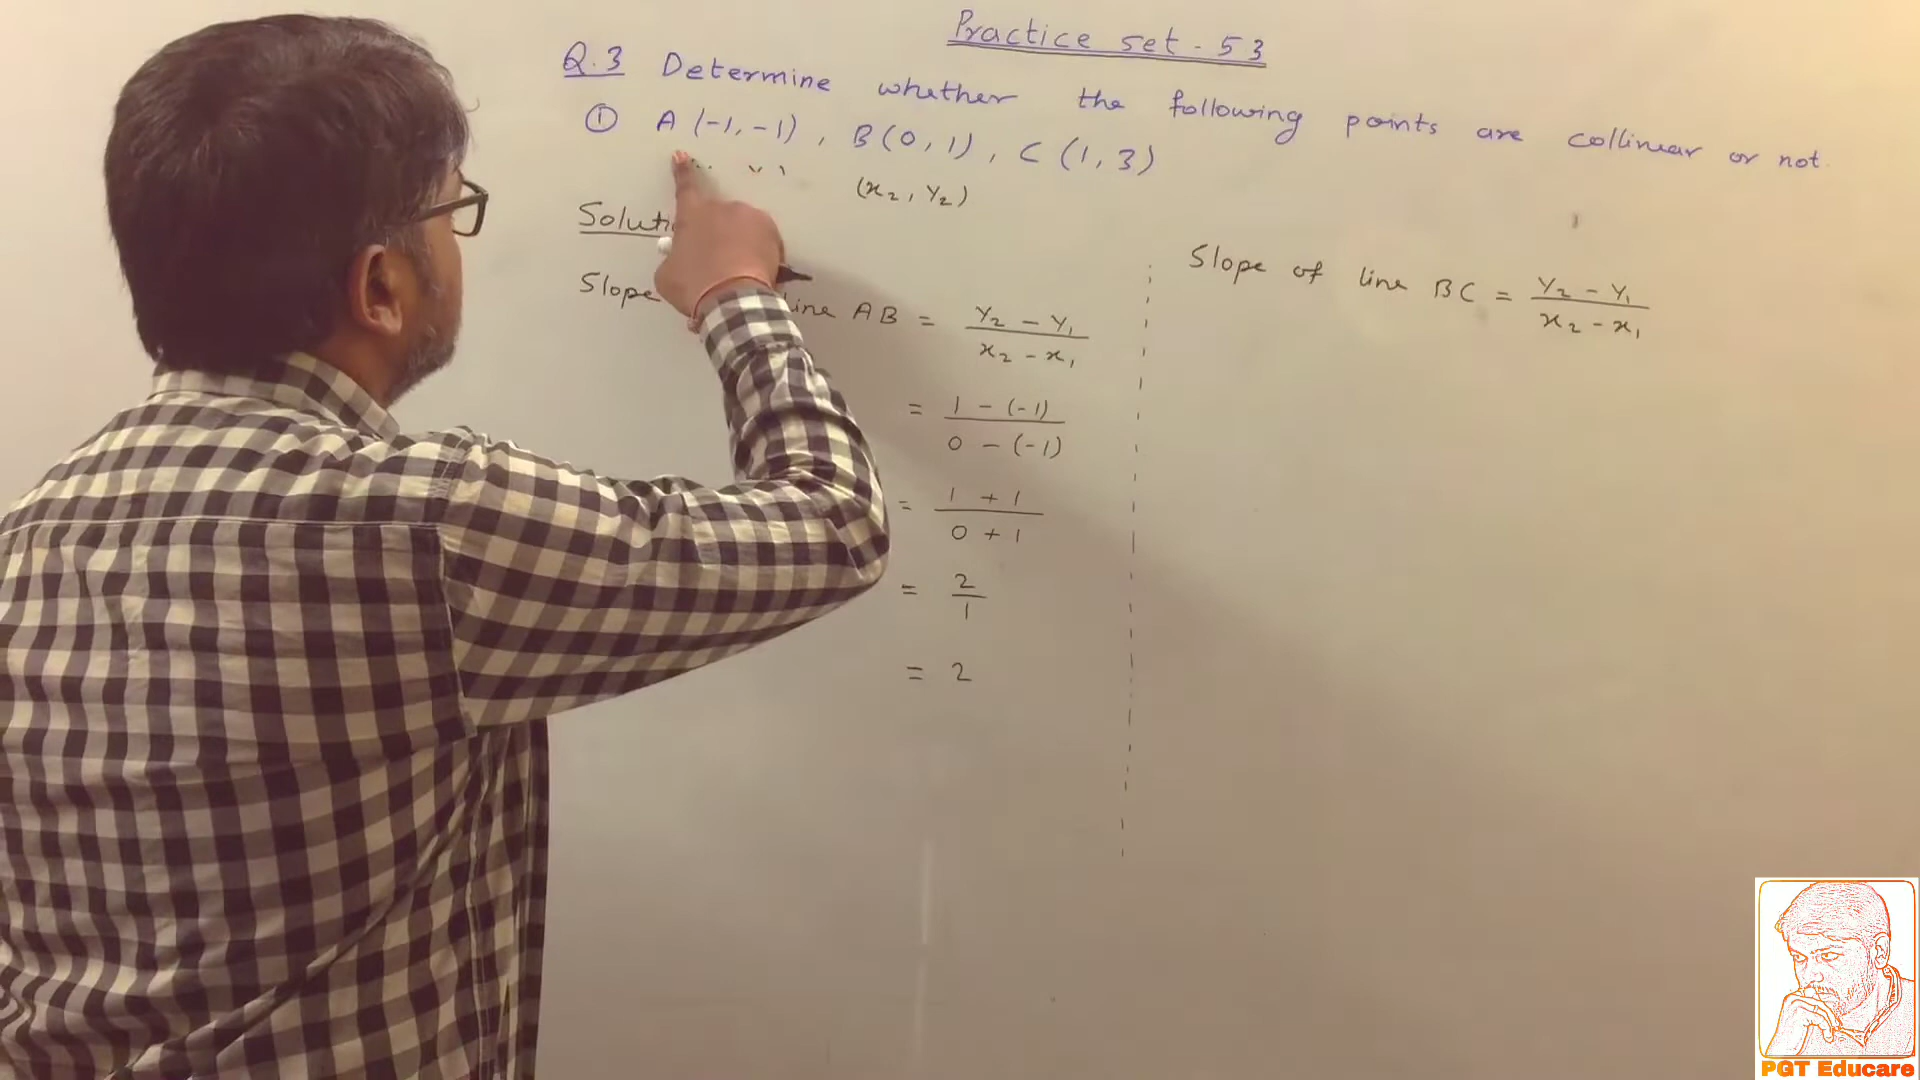 Practice set - 53
Q.3 Determine whether the following points are collinear or not.
① A (-1, -1), B (0, 1), C (1, 3)
(x₂, y₂)
Slope line AB = y₂ - y₁ / x₂ - x₁
= 1 - (-1) / 0 - (-1)
= 1 + 1 / 0 + 1
= 2 / 1
= 2
Slope of line BC = y₂ - y₁ / x₂ - x₁
PGT Educare